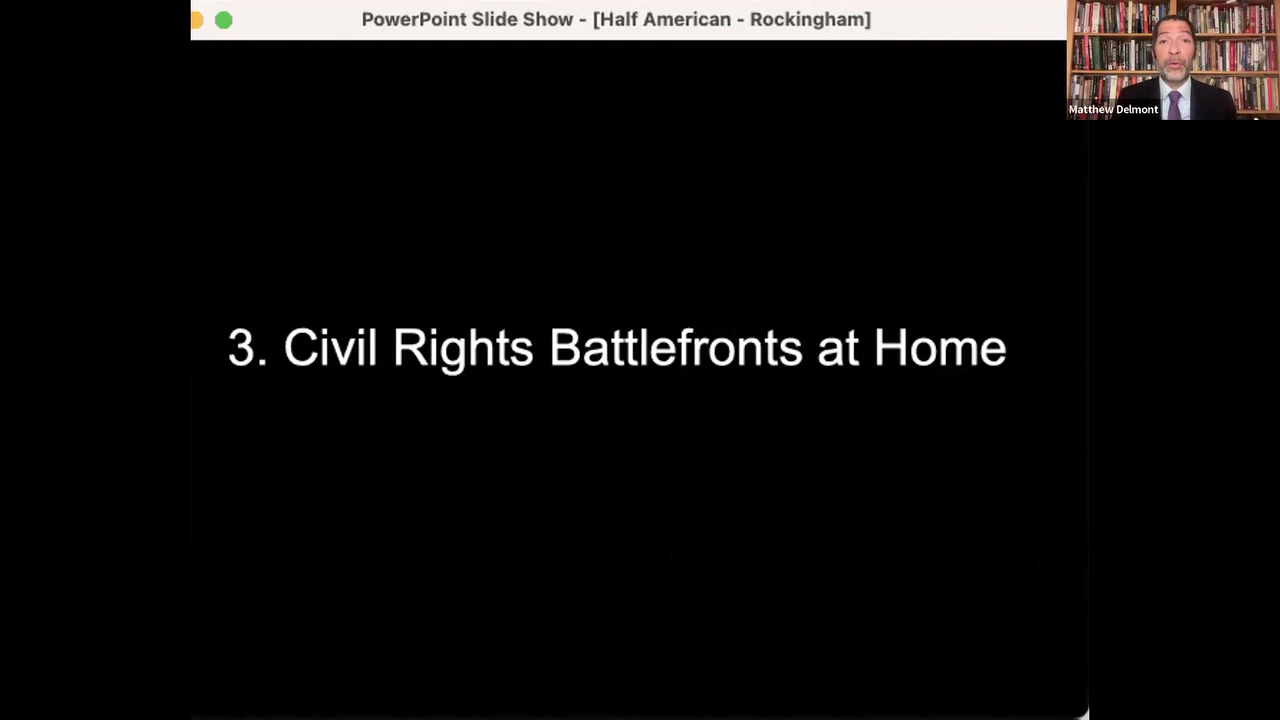 PowerPoint Slide Show - [Half American - Rockingham]
Matthew Delmont
3. Civil Rights Battlefronts at Home